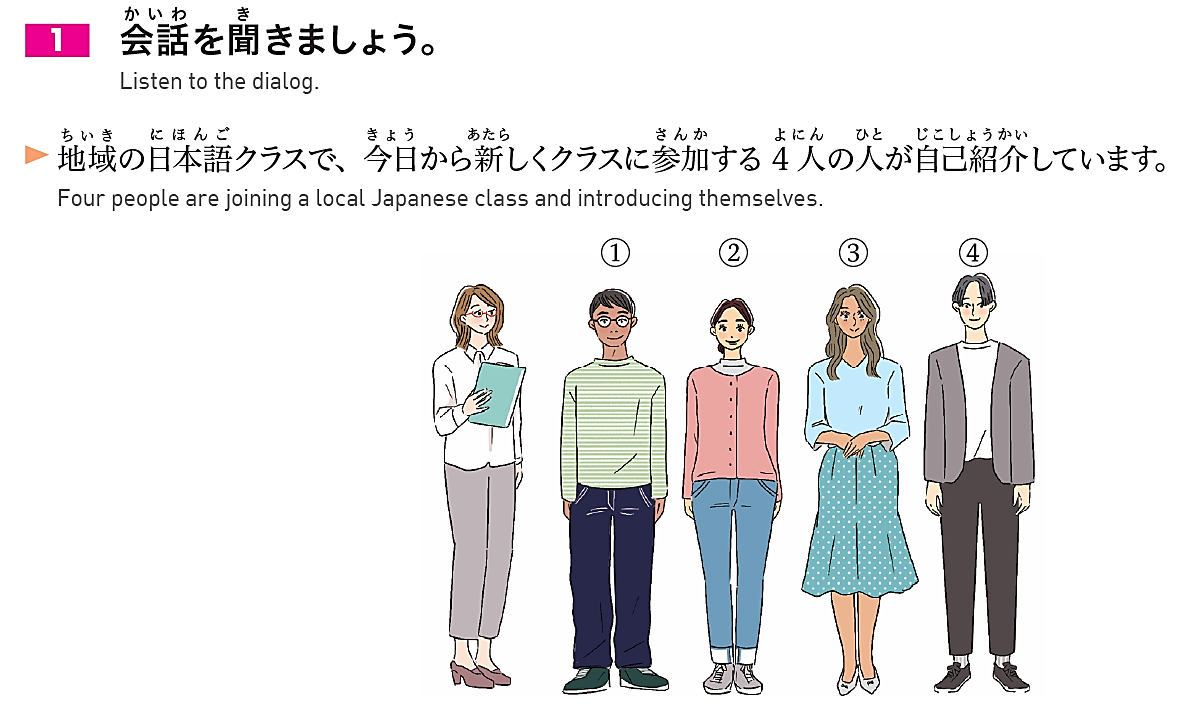 かいわ き
1 会話を聞きましょう。
Listen to the dialog.
ちいき にほんご きょう あたら さんか よにん ひと じこしょうかい
地域の日本語クラスで、今日から新しくクラスに参加する4人の人が自己紹介しています。
Four people are joining a local Japanese class and introducing themselves.
① ② ③ ④